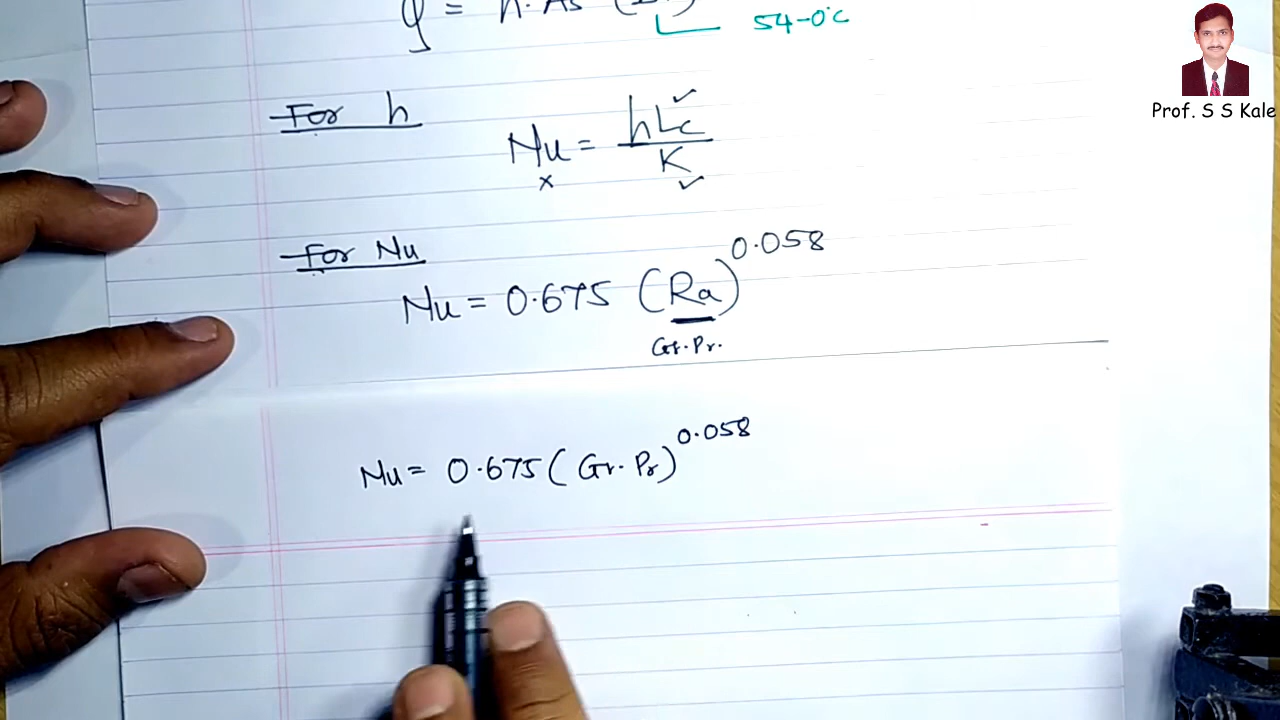 φ = h. As
54-0°C
Prof. S S Kale
For h
Nu = hLc / K
For Nu
Nu = 0.675 (Ra)^0.058
Gr.Pr.
Nu = 0.675 (Gr. Pr)^0.058